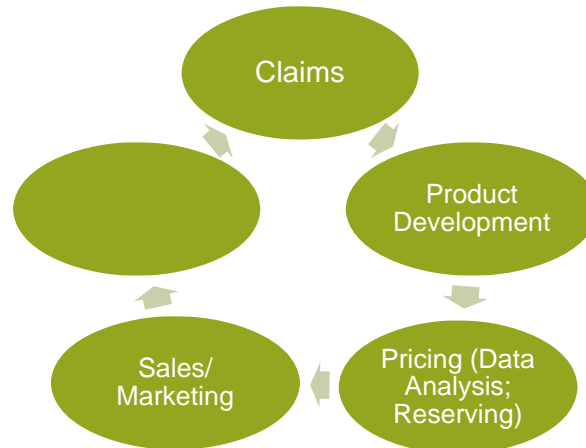 Claims
Product
Development
Pricing (Data
Analysis;
Reserving)
Sales/
Marketing